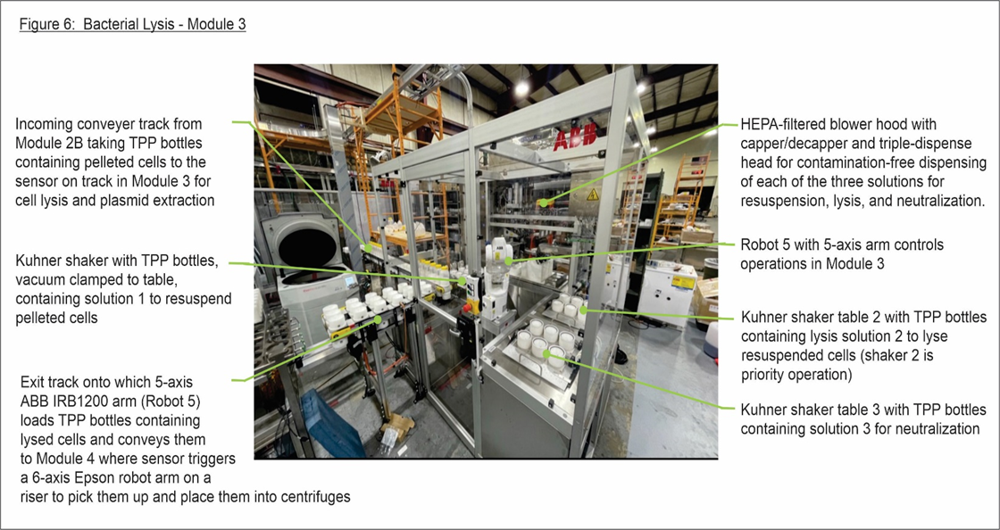 Figure 6:  Bacterial Lysis - Module 3
Incoming conveyer track from
Module 2B taking TPP bottles
containing pelleted cells to the
sensor on track in Module 3 for
cell lysis and plasmid extraction
Kuhner shaker with TPP bottles,
vacuum clamped to table,
containing solution 1 to resuspend
pelleted cells
Exit track onto which 5-axis
ABB IRB1200 arm (Robot 5)
loads TPP bottles containing
lysed cells and conveys them
to Module 4 where sensor triggers
a 6-axis Epson robot arm on a
riser to pick them up and place them into centrifuges
ABB
ABB
HEPA-filtered blower hood with
capper/decapper and triple-dispense
head for contamination-free dispensing
of each of the three solutions for
resuspension, lysis, and neutralization.
Robot 5 with 5-axis arm controls
operations in Module 3
Kuhner shaker table 2 with TPP bottles
containing lysis solution 2 to lyse
resuspended cells (shaker 2 is
priority operation)
Kuhner shaker table 3 with TPP bottles
containing solution 3 for neutralization